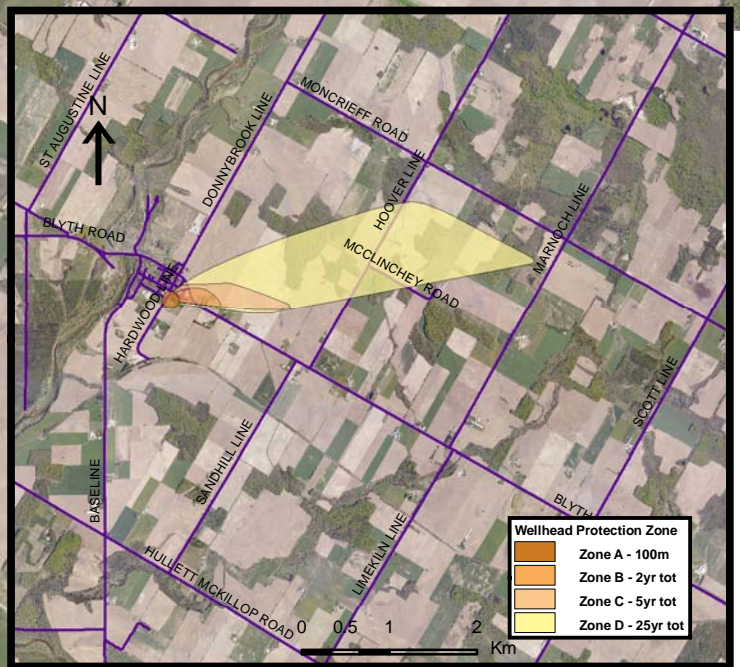 ST AUGUSTINE LINE
N
DONNYBROOK LINE
MONCRIEFF ROAD
HOOVER LINE
BLYTH ROAD
MCCLINCHEY ROAD
MARNOCH LINE
HARDWOOD LINE
SCOTT LINE
SANDHILL LINE
BASELINE
BLYTH
LIMEKILN LINE
HULLETT MCKILLOP ROAD
Wellhead Protection Zone
Zone A - 100m
Zone B - 2yr tot
Zone C - 5yr tot
Zone D - 25yr tot
0 0.5 1 2
Km